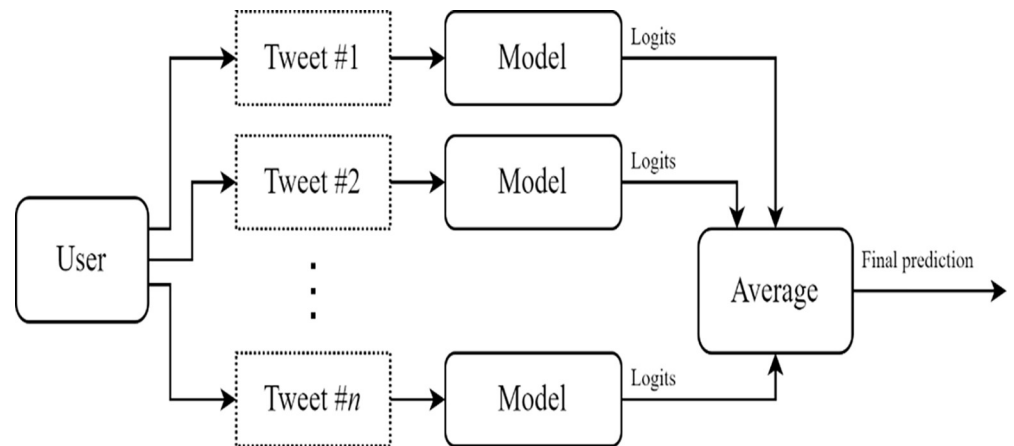 Tweet #1
Model
Logits
Tweet #2
Model
Logits
User
Average
Final prediction
Tweet #n
Model
Logits